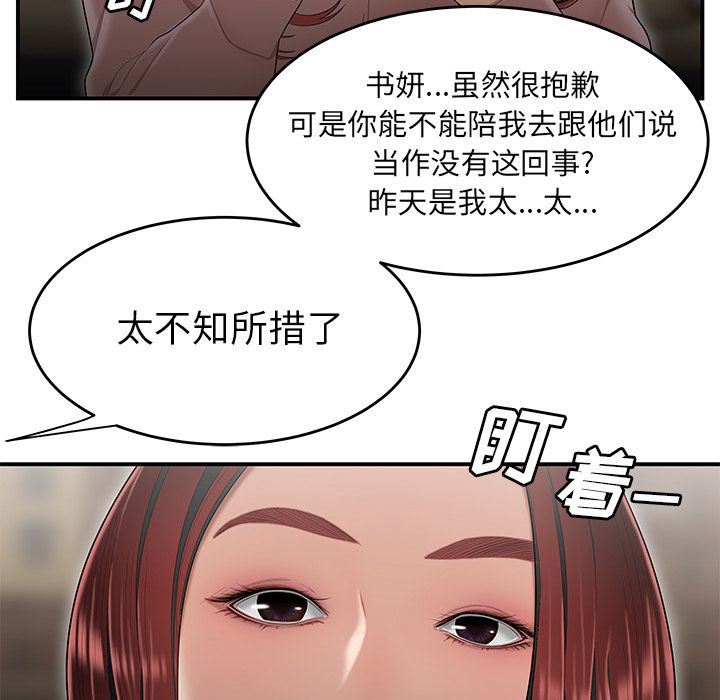 盯
书妍...虽然很抱歉
可是你能不能陪我去跟他们说
当作没有这回事?
昨天是我太...太...
太不知所措了
盯着—